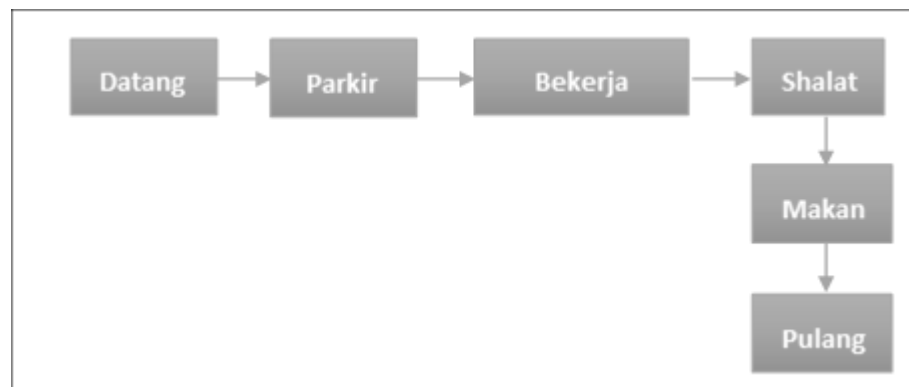 Datang
Parkir
Bekerja
Shalat
Makan
Pulang